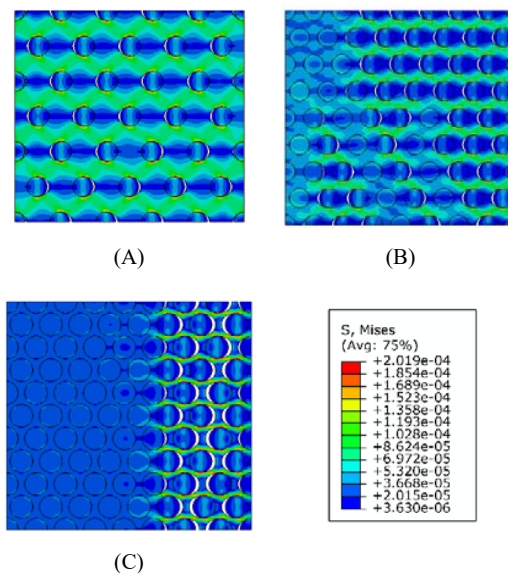 (A)
(B)
S, Mises
(Avg: 75%)
+2.019e-04
+1.854e-04
+1.689e-04
+1.523e-04
+1.358e-04
+1.193e-04
+1.028e-04
+8.624e-05
+6.972e-05
+5.320e-05
+3.668e-05
+2.015e-05
+3.630e-06
(C)